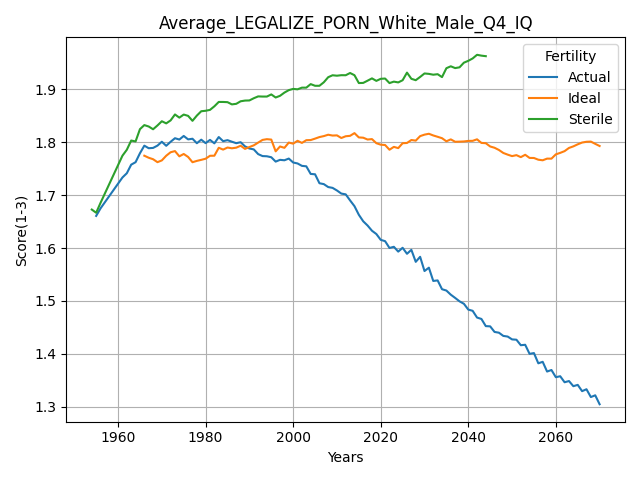 Average_LEGALIZE_PORN_White_Male_Q4_IQ
Fertility
Actual
Ideal
Sterile
Score(1-3)
1.9
1.8
1.7
1.6
1.5
1.4
1.3
1960 1980 2000 2020 2040 2060
Years